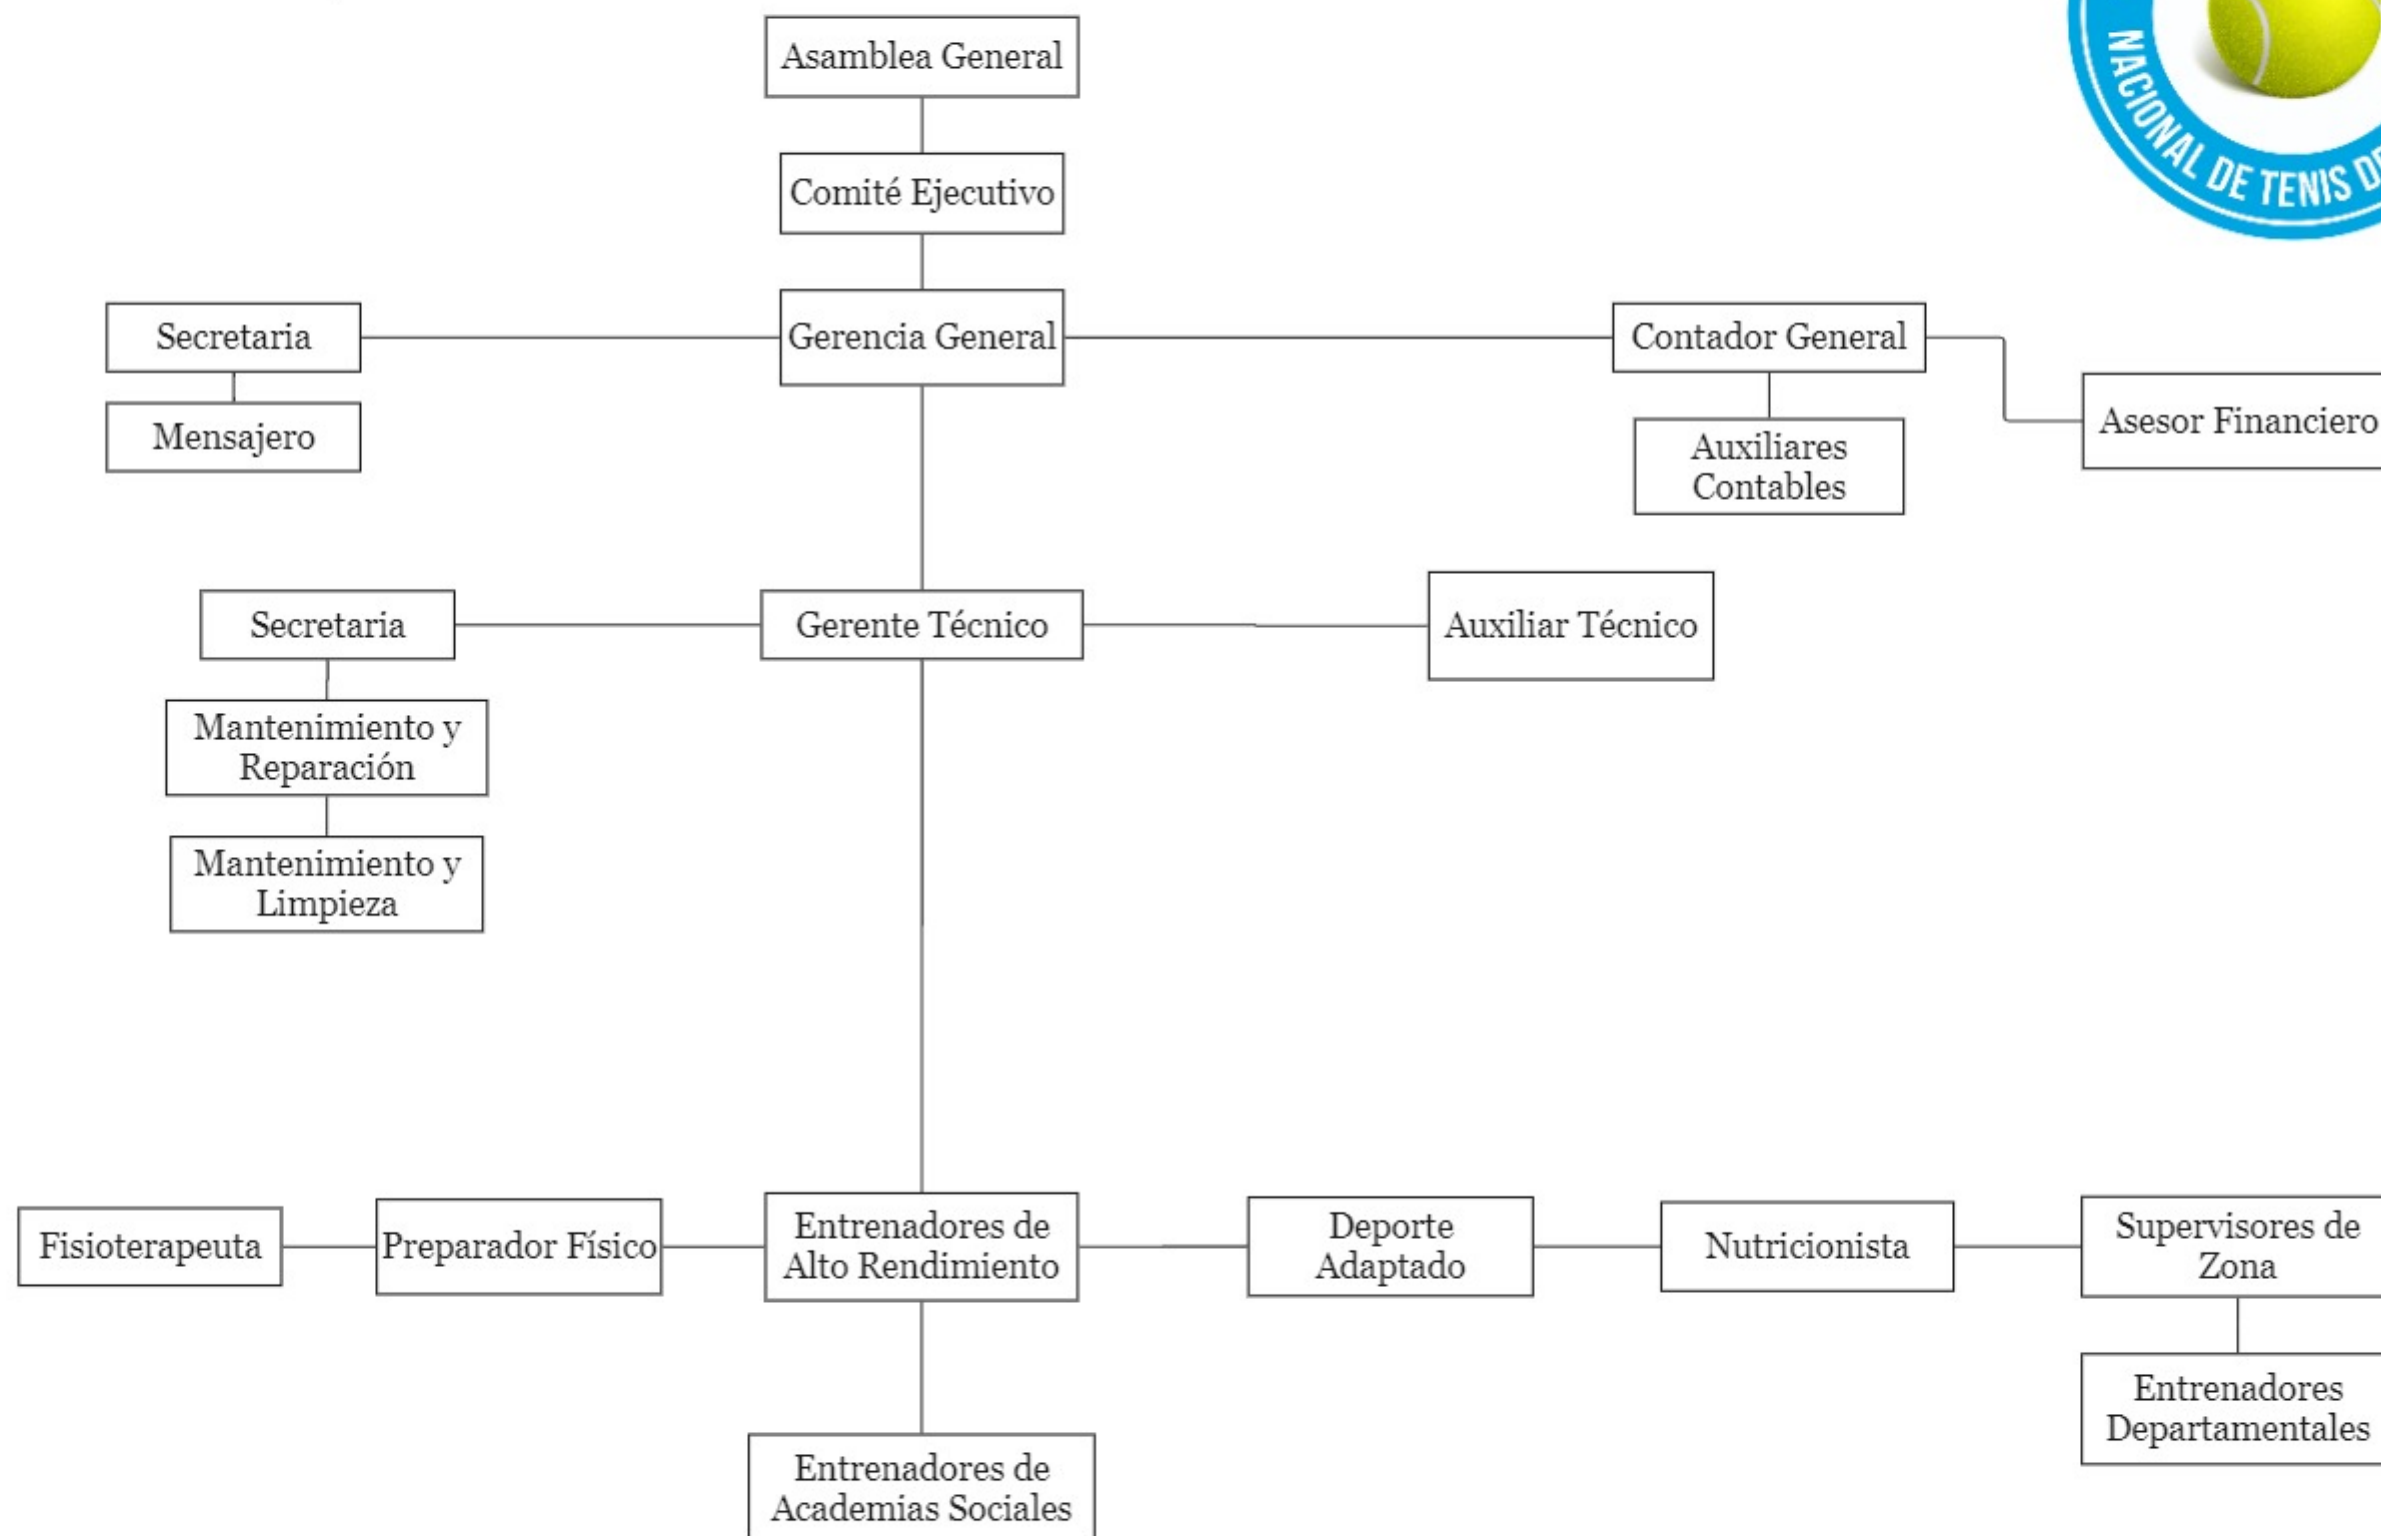 Asamblea General
NACIONAL DE TENIS
Comité Ejecutivo
Secretaria
Gerencia General
Contador General
Mensajero
Asesor Financiero
Auxiliares
Contables
Secretaria
Gerente Técnico
Auxiliar Técnico
Mantenimiento y
Reparación
Mantenimiento y
Limpieza
Fisioterapeuta
Preparador Físico
Entrenadores de
Alto Rendimiento
Deporte
Adaptado
Nutricionista
Supervisores de
Zona
Entrenadores
Departamentales
Entrenadores de
Academias Sociales